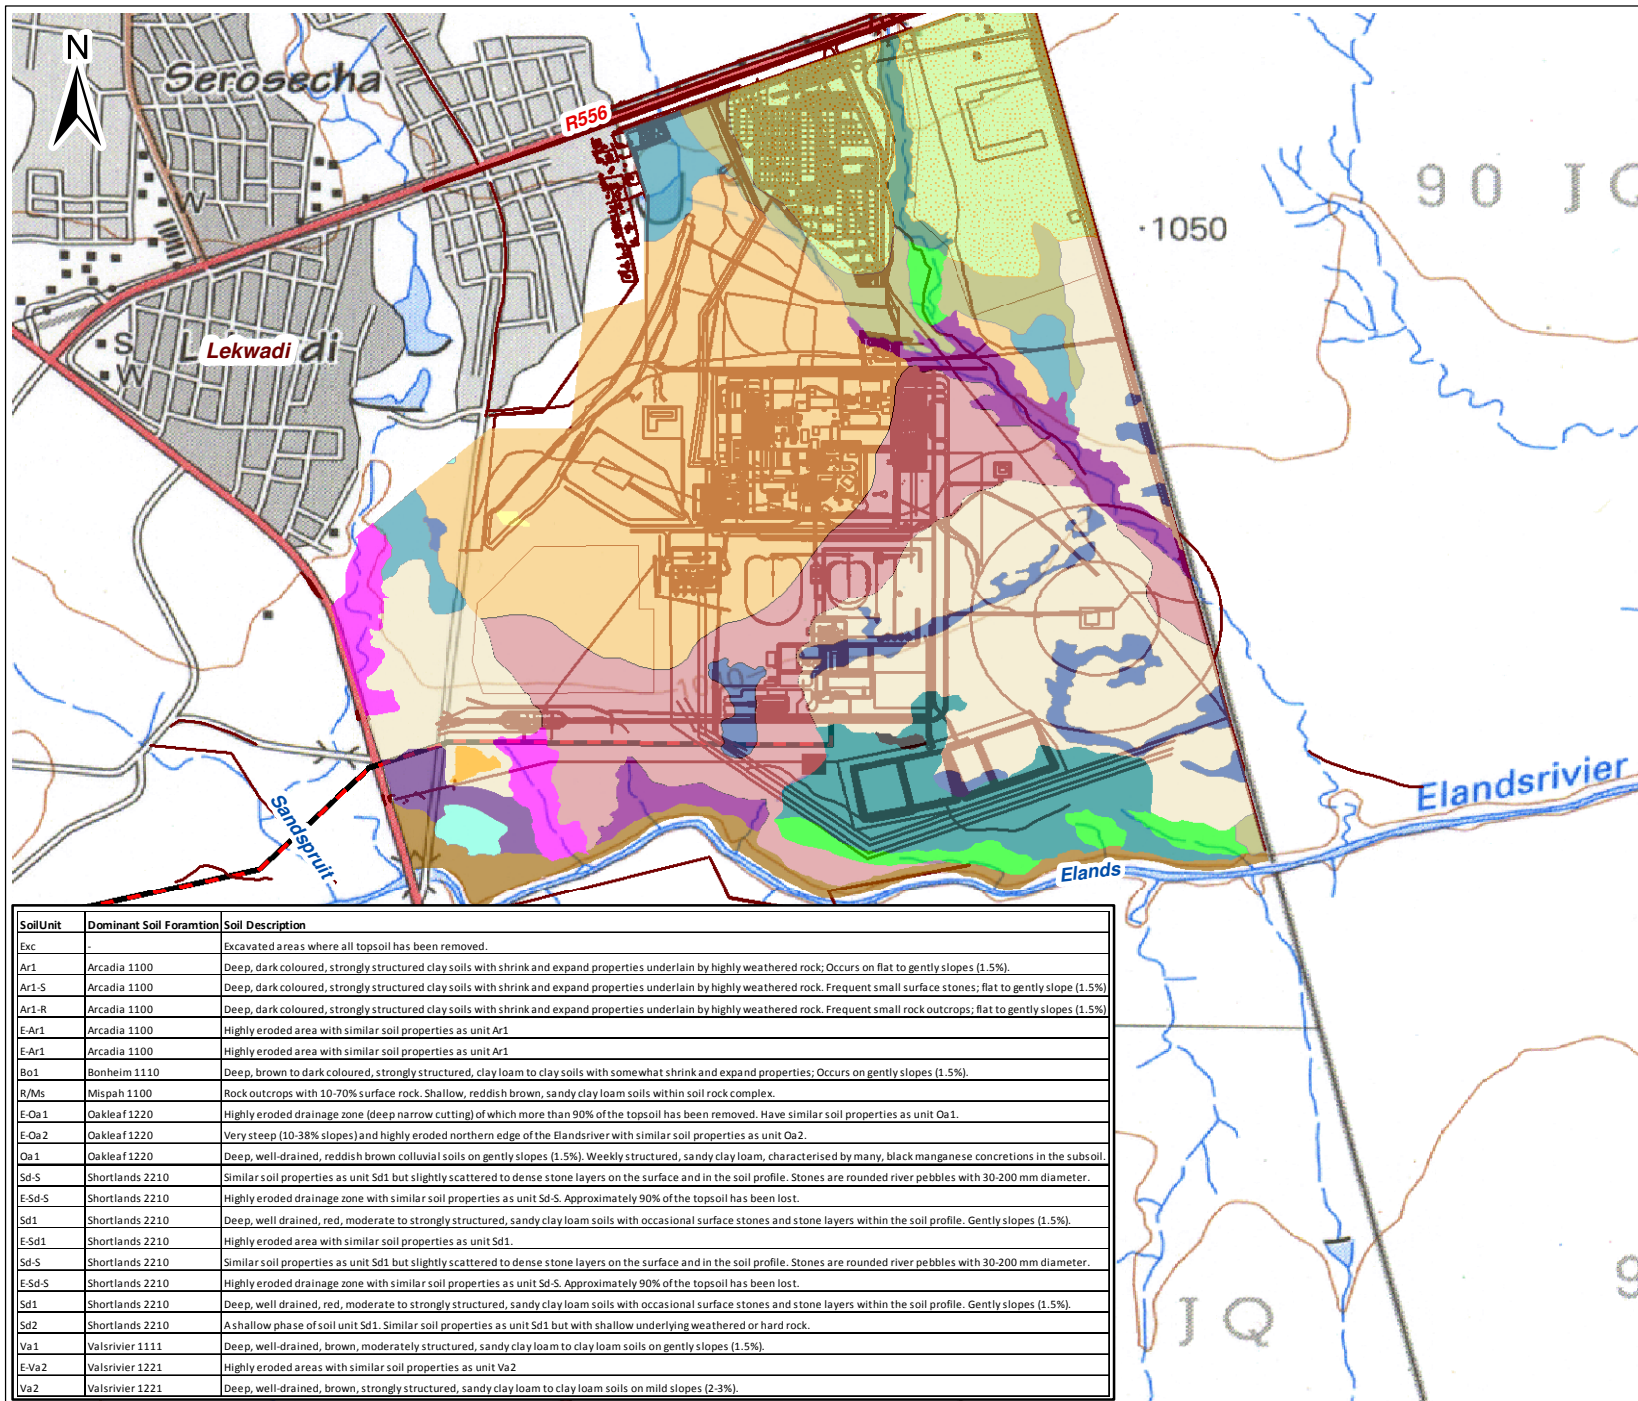 N
Serosecha
R556
W
90 JQ
1050
S
W
Lekwadi
Lekwadi
Elandsrivier
Sandspruit
Elands
SoilUnit Dominant Soil Foramtion Soil Description
Exc - Excavated areas where all topsoil has been removed.
Ar1 Arcadia 1100 Deep, dark coloured, strongly structured clay soils with shrink and expand properties underlain by highly weathered rock; Occurs on flat to gently slopes (1.5%).
Ar1-S Arcadia 1100 Deep, dark coloured, strongly structured clay soils with shrink and expand properties underlain by highly weathered rock. Frequent small surface stones; flat to gently slope (1.5%)
Ar1-R Arcadia 1100 Deep, dark coloured, strongly structured clay soils with shrink and expand properties underlain by highly weathered rock. Frequent small rock outcrops; flat to gently slopes (1.5%)
E-Ar1 Arcadia 1100 Highly eroded area with similar soil properties as unit Ar1
E-Ar1 Arcadia 1100 Highly eroded area with similar soil properties as unit Ar1
Bo1 Bonheim 1110 Deep, brown to dark coloured, strongly structured, clay loam to clay soils with somewhat shrink and expand properties; Occurs on gently slopes (1.5%).
R/Ms Mispah 1100 Rock outcrops with 10-70% surface rock. Shallow, reddish brown, sandy clay loam soils within soil rock complex.
E-Oa1 Oakleaf 1220 Highly eroded drainage zone (deep narrow cutting) of which more than 90% of the topsoil has been removed. Have similar soil properties as unit Oa1.
E-Oa2 Oakleaf 1220 Very steep (10-38% slopes) and highly eroded northern edge of the Elandsriver with similar soil properties as unit Oa2.
Oa1 Oakleaf 1220 Deep, well-drained, reddish brown colluvial soils on gently slopes (1.5%). Weekly structured, sandy clay loam, characterised by many, black manganese concretions in the subsoil.
Sd-S Shortlands 2210 Similar soil properties as unit Sd1 but slightly scattered to dense stone layers on the surface and in the soil profile. Stones are rounded river pebbles with 30-200 mm diameter.
E-Sd-S Shortlands 2210 Highly eroded drainage zone with similar soil properties as unit Sd-S. Approximately 90% of the topsoil has been lost.
Sd1 Shortlands 2210 Deep, well drained, red, moderate to strongly structured, sandy clay loam soils with occasional surface stones and stone layers within the soil profile. Gently slopes (1.5%).
E-Sd1 Shortlands 2210 Highly eroded area with similar soil properties as unit Sd1.
Sd-S Shortlands 2210 Similar soil properties as unit Sd1 but slightly scattered to dense stone layers on the surface and in the soil profile. Stones are rounded river pebbles with 30-200 mm diameter.
E-Sd-S Shortlands 2210 Highly eroded drainage zone with similar soil properties as unit Sd-S. Approximately 90% of the topsoil has been lost.
Sd1 Shortlands 2210 Deep, well drained, red, moderate to strongly structured, sandy clay loam soils with occasional surface stones and stone layers within the soil profile. Gently slopes (1.5%).
Sd2 Shortlands 2210 A shallow phase of soil unit Sd1. Similar soil properties as unit Sd1 but with shallow underlying weathered or hard rock.
Va1 Valsrivier 1111 Deep, well-drained, brown, moderately structured, sandy clay loam to clay loam soils on gently slopes (1.5%).
E-Va2 Valsrivier 1221 Highly eroded areas with similar soil properties as unit Va2
Va2 Valsrivier 1221 Deep, well-drained, brown, strongly structured, sandy clay loam to clay loam soils on mild slopes (2-3%).
JQ
9